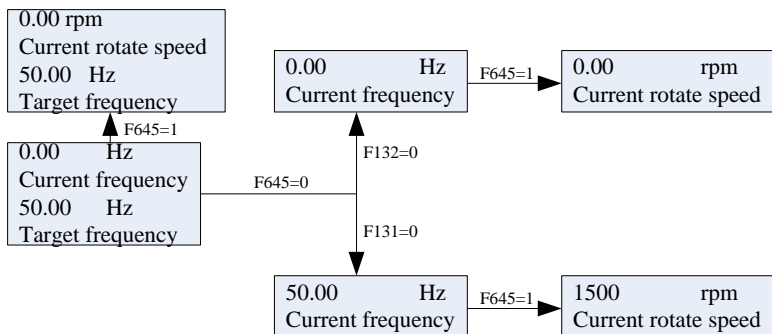 0.00 rpm
Current rotate speed
50.00 Hz
Target frequency
F645=1
0.00 Hz
Current frequency
50.00 Hz
Target frequency
F645=0
F132=0
0.00 Hz
Current frequency
F645=1
0.00 rpm
Current rotate speed
F131=0
50.00 Hz
Current frequency
F645=1
1500 rpm
Current rotate speed